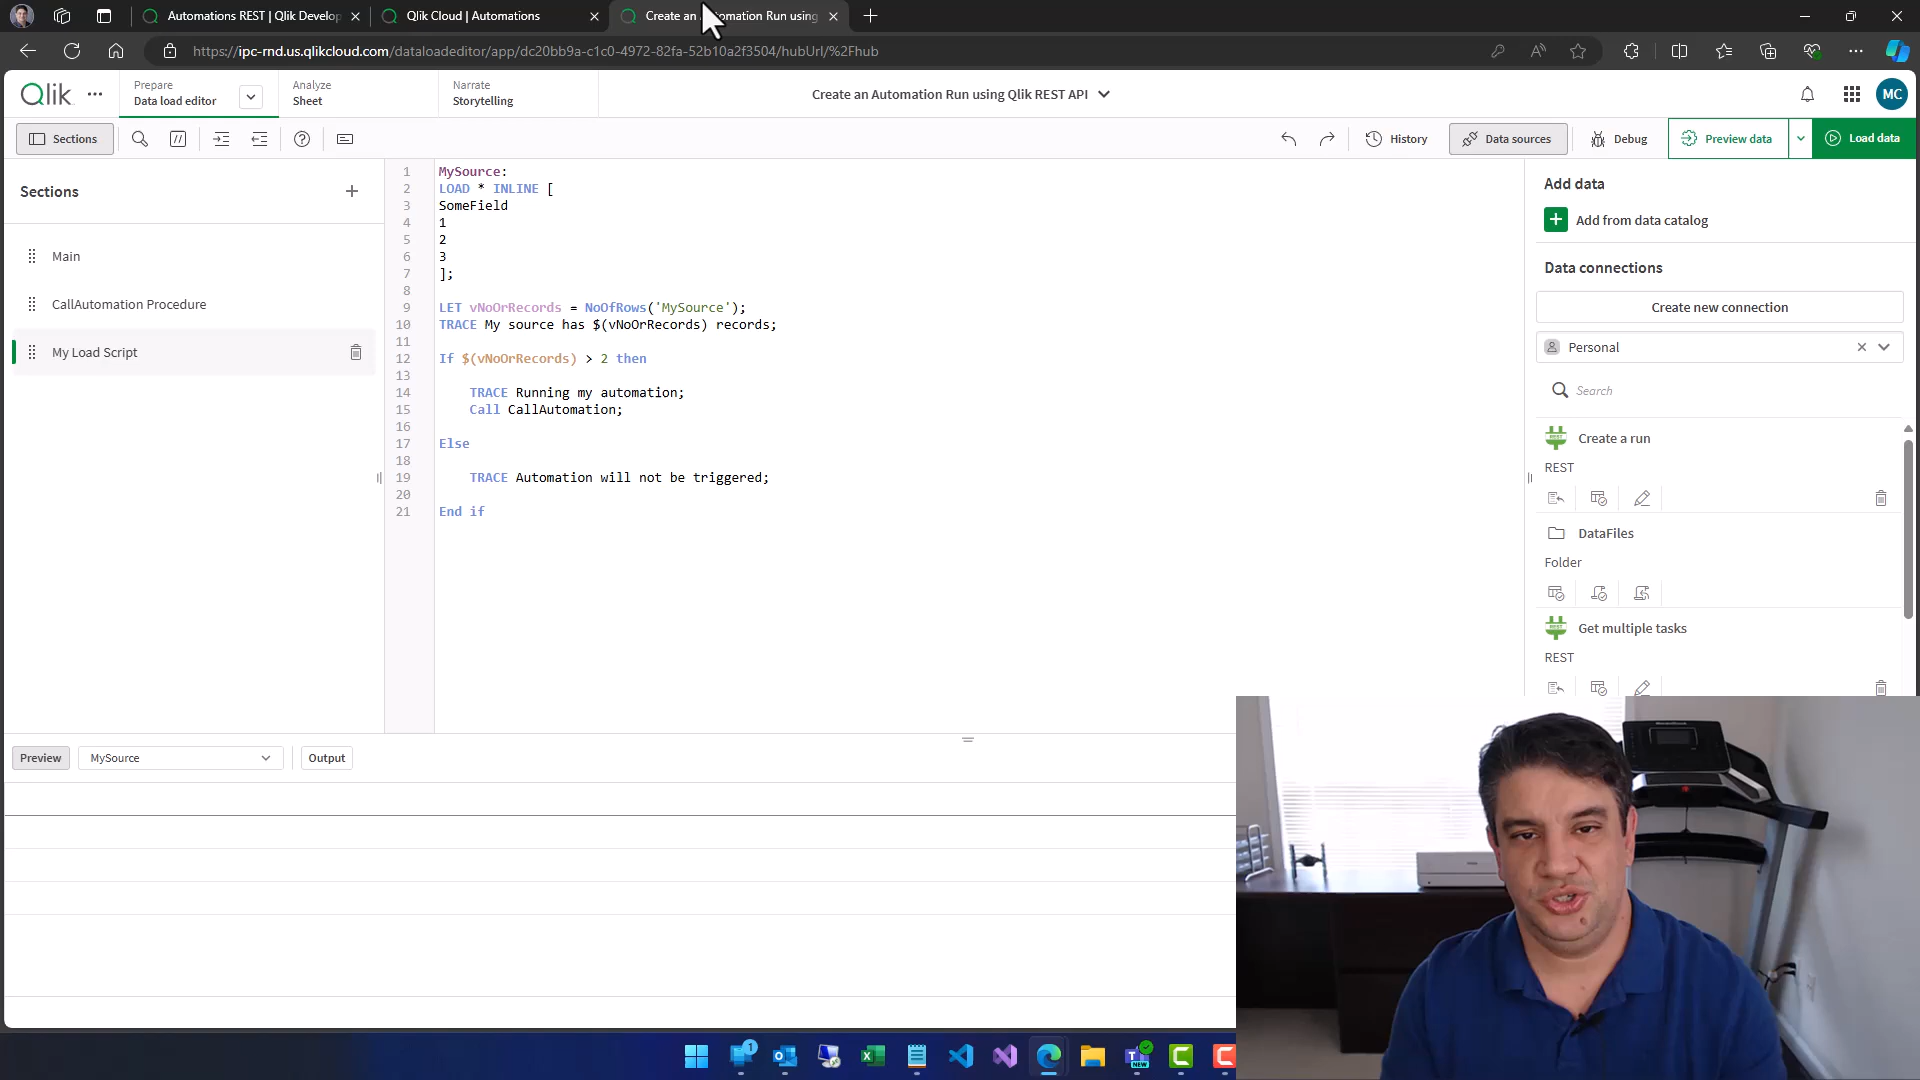 Automations REST | Qlik Develop
Qlik Cloud | Automations
Create an
omation Run using
https://ipc-rnd.us.qlikcloud.com/dataloadeditor/app/dc20bb9a-c1c0-4972-82fa-52b10a2f3504/hubUrl/%2Fhub
Qlik
Prepare
Data load editor
Analyze
Sheet
Narrate
Storytelling
Create an Automation Run using Qlik REST API
MC
Sections
History
Data sources
Debug
Preview data
Load data
Sections
Main
CallAutomation Procedure
My Load Script
1 MySource:
2 LOAD * INLINE [
3 SomeField
4 1
5 2
6 3
7 ];
8
9 LET vNoOrRecords = NoOfRows('MySource');
10 TRACE My source has $(vNoOrRecords) records;
11
12 If $(vNoOrRecords) > 2 then
13
14 TRACE Running my automation;
15 Call CallAutomation;
16
17 Else
18
19 TRACE Automation will not be triggered;
20
21 End if
Add data
Add from data catalog
Data connections
Create new connection
Personal
Search
Create a run
REST
DataFiles
Folder
Get multiple tasks
REST
Preview
MySource
Output
1
NEW